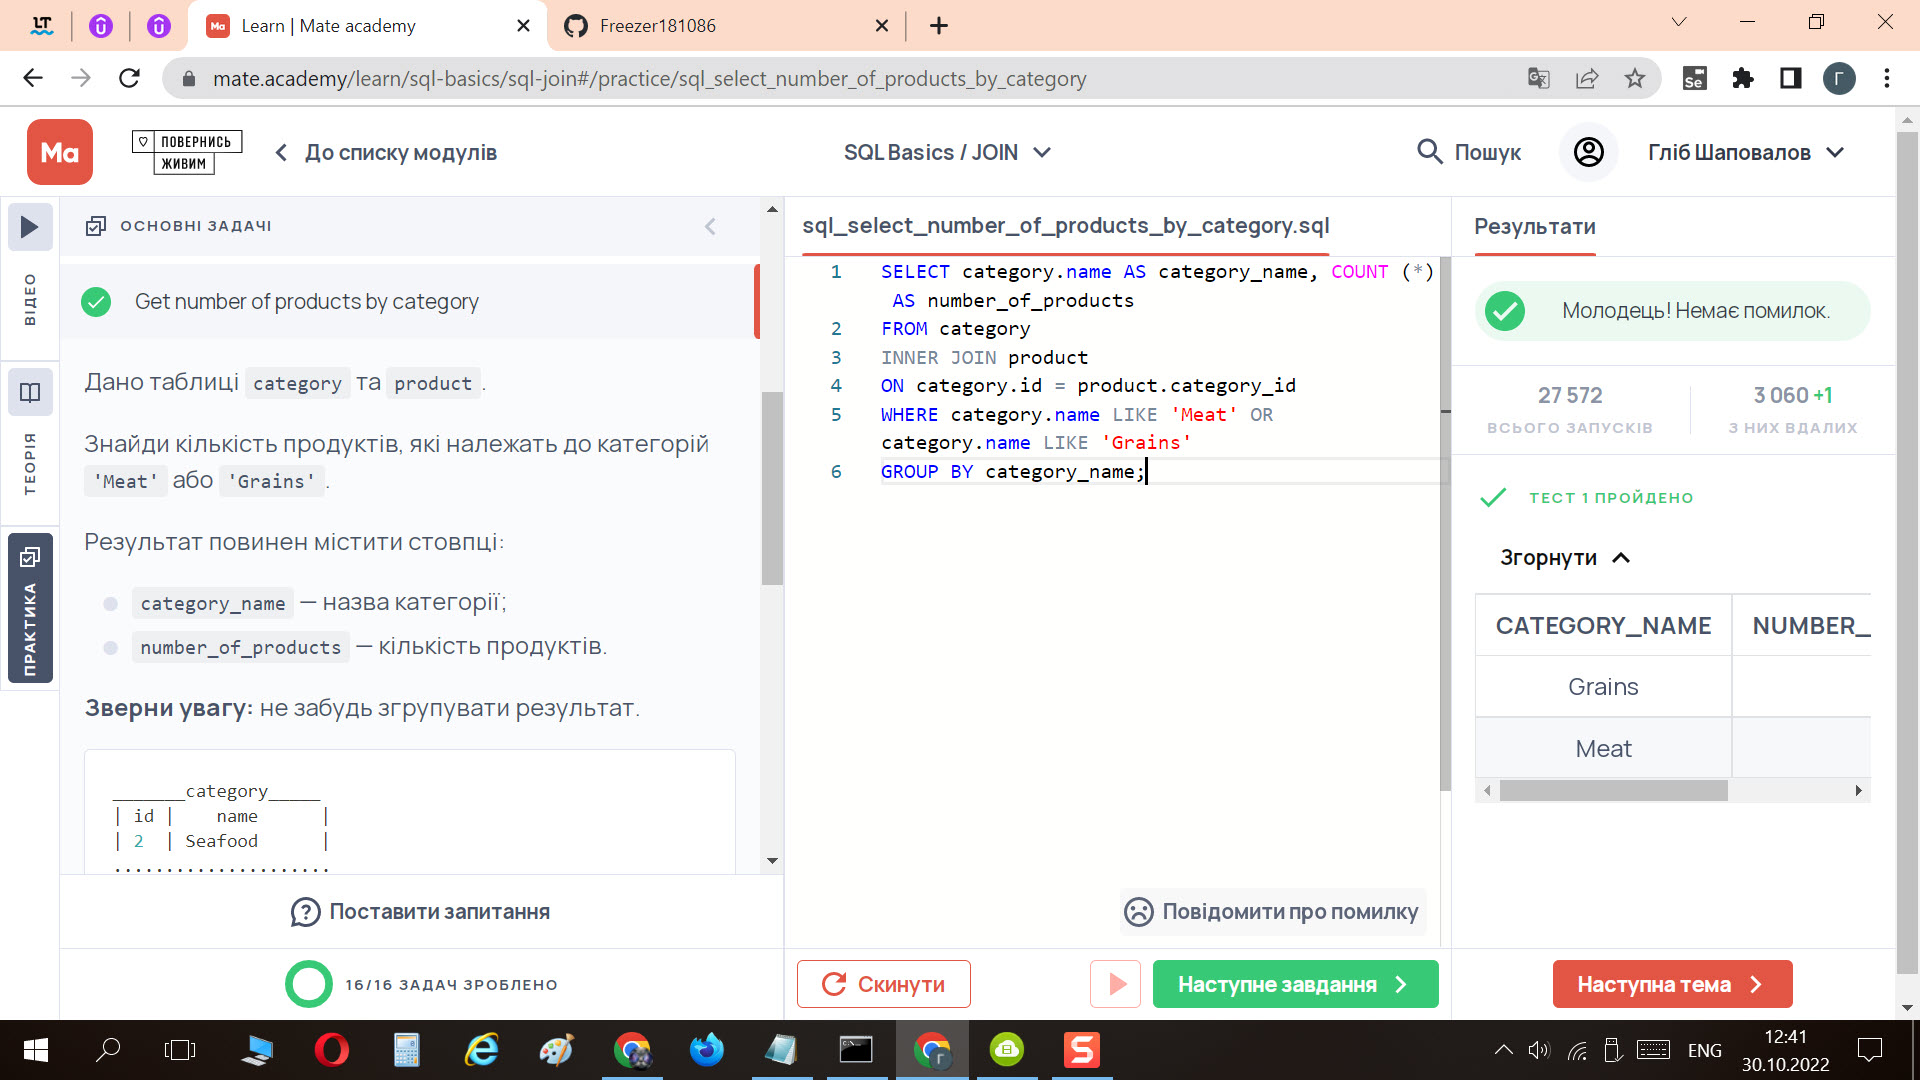 Learn | Mate academy
Freezer181086
mate.academy/learn/sql-basics/sql-join#/practice/sql_select_number_of_products_by_category
Ma
ПОВЕРНИСЬ
ЖИВИМ
До списку модулів
SQL Basics / JOIN
Пошук
Гліб Шаповалов
ВІДЕО
ТЕОРІЯ
ПРАКТИКА
ОСНОВНІ ЗАДАЧІ
Get number of products by category
Дано таблиці category та product .
Знайди кількість продуктів, які належать до категорій
'Meat' або 'Grains' .
Результат повинен містити стовпці:
category_name — назва категорії;
number_of_products — кількість продуктів.
Зверни увагу: не забудь згрупувати результат.
_______category_____
| id |    name      |
| 2  | Seafood      |
.....................
Поставити запитання
16/16 ЗАДАЧ ЗРОБЛЕНО
sql_select_number_of_products_by_category.sql
1 SELECT category.name AS category_name, COUNT (*)
AS number_of_products
2 FROM category
3 INNER JOIN product
4 ON category.id = product.category_id
5 WHERE category.name LIKE 'Meat' OR
category.name LIKE 'Grains'
6 GROUP BY category_name;
Повідомити про помилку
Скинути
Наступне завдання
Результати
Молодець! Немає помилок.
27 572
ВСЬОГО ЗАПУСКІВ
3 060 +1
З НИХ ВДАЛИХ
ТЕСТ 1 ПРОЙДЕНО
Згорнути
CATEGORY_NAME NUMBER_
Grains
Meat
Наступна тема
ENG
12:41
30.10.2022